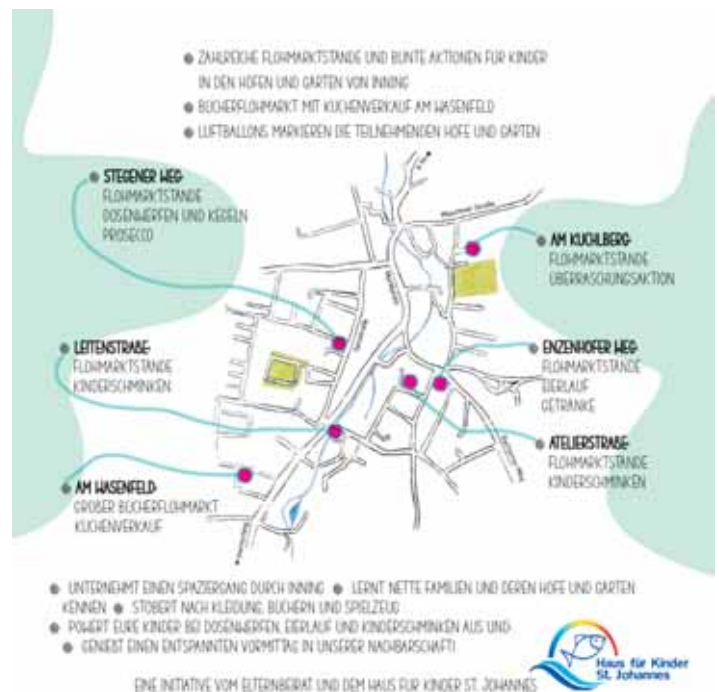 ● ZAHLREICHE FLOHMARKTSTÄNDE UND BUNTE AKTIONEN FÜR KINDER
IN DEN HÖFEN UND GÄRTEN VON INNING
● BÜCHERFLOHMARKT MIT KUCHENVERKAUF AM WASENFELD
● LUFTBALLONS MARKIEREN DIE TEILNEHMENDEN HÖFE UND GÄRTEN
● STEGENER WEG
FLOHMARKTSTÄNDE
DOSENWERFEN UND KEGELN
PROSECCO
● AM KUCHLBERG
FLOHMARKTSTÄNDE
ÜBERRASCHUNGSAKTION
● LEITENSTRAßE
FLOHMARKTSTÄNDE
KINDERSCHMINKEN
● ENZENHOFER WEG
FLOHMARKTSTÄNDE
EIERLAUF
GETRÄNKE
● ATELIERSTRAßE
FLOHMARKTSTÄNDE
KINDERSCHMINKEN
● AM WASENFELD
GROßER BÜCHERFLOHMARKT
KUCHENVERKAUF
● UNTERNEHMT EINEN SPAZIERGANG DURCH INNING ● LERNT NETTE FAMILIEN UND DEREN HÖFE UND GÄRTEN
KENNEN ● STÖBERT NACH KLEIDUNG, BÜCHERN UND SPIELZEUG
● POWERT EURE KINDER BEI DOSENWERFEN, EIERLAUF UND KINDERSCHMINKEN AUS UND
● GENIEßT EINEN ENTSPANNTEN VORMITTAG IN UNSERER NACHBARSCHAFT!
Haus für Kinder
St. Johannes
EINE INITIATIVE VOM ELTERNBEIRAT UND DEM HAUS FÜR KINDER ST. JOHANNES